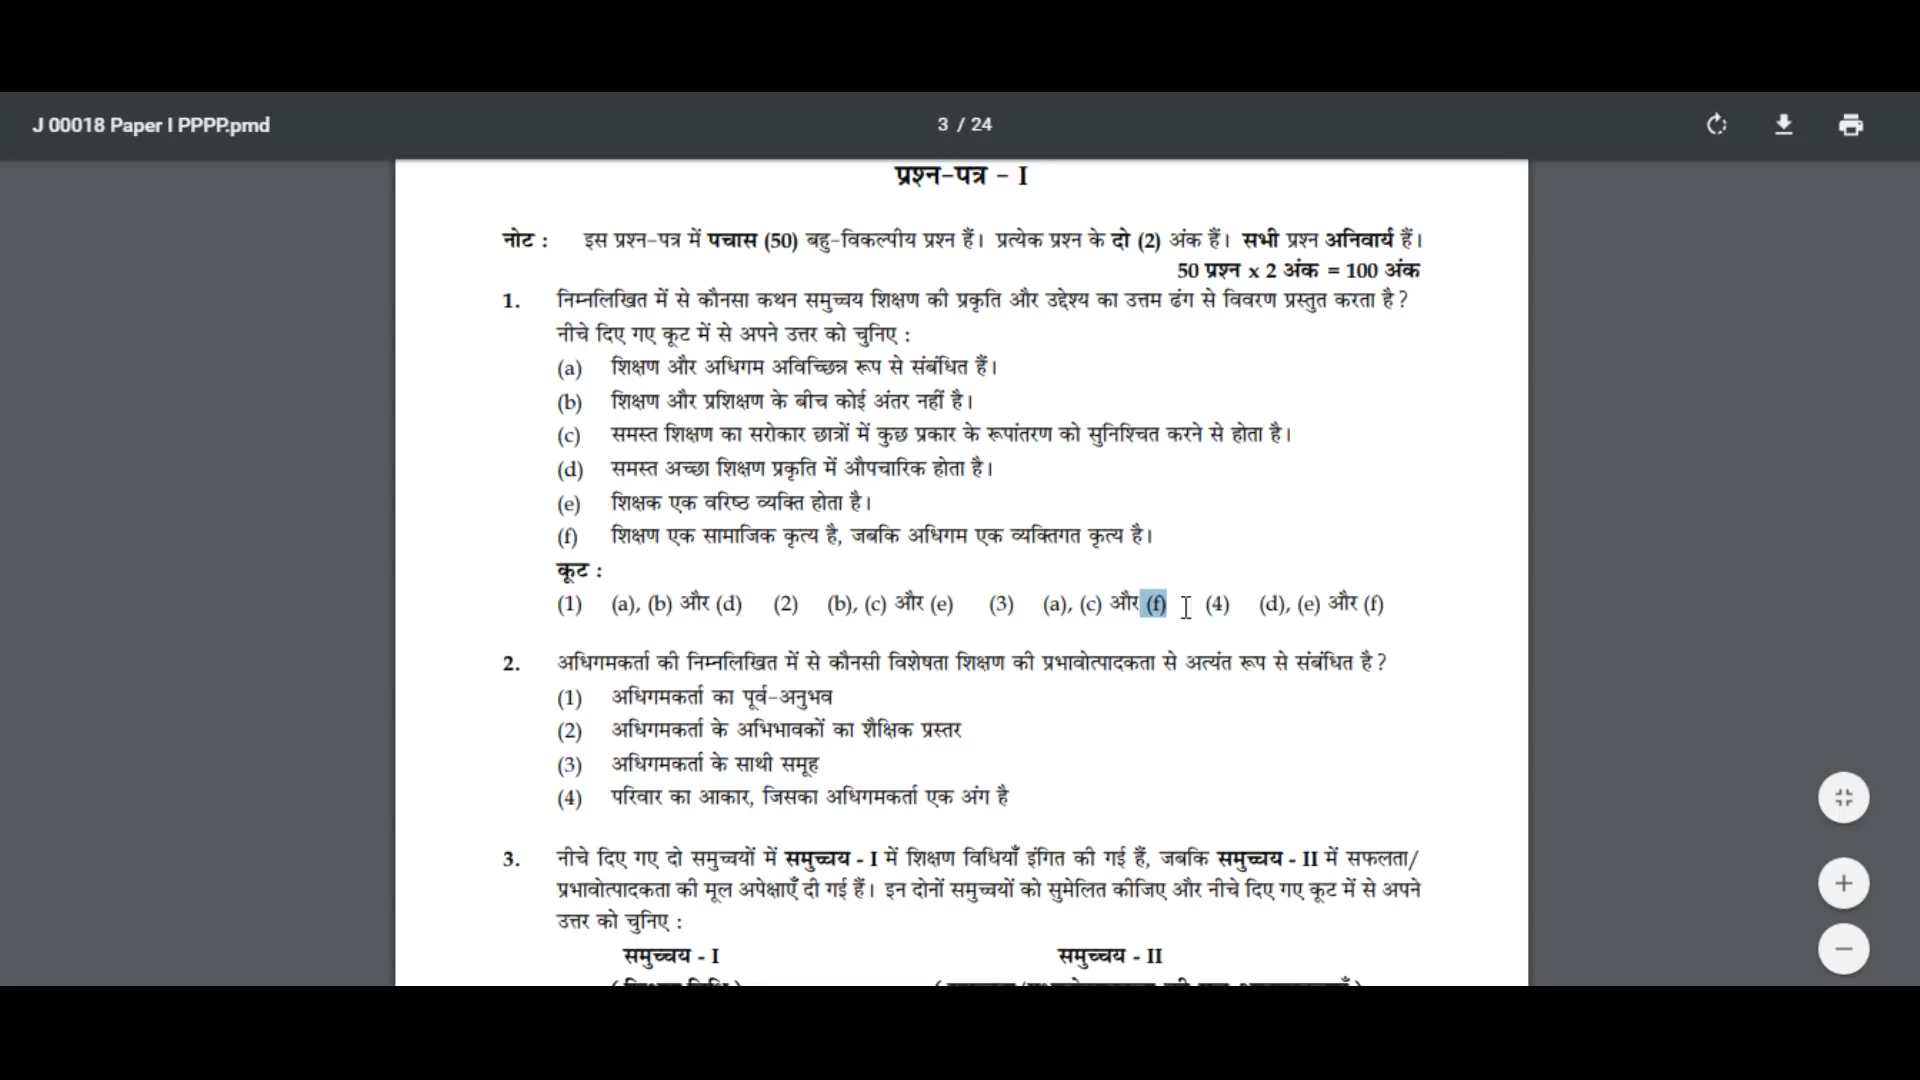 J 00018 Paper I PPPP.pmd
3 / 24
प्रश्न-पत्र - I
नोट : इस प्रश्न-पत्र में पचास (50) बहु-विकल्पीय प्रश्न हैं। प्रत्येक प्रश्न के दो (2) अंक हैं। सभी प्रश्न अनिवार्य हैं।
50 प्रश्न x 2 अंक = 100 अंक
1. निम्नलिखित में से कौनसा कथन समुच्चय शिक्षण की प्रकृति और उद्देश्य का उत्तम ढंग से विवरण प्रस्तुत करता है ?
नीचे दिए गए कूट में से अपने उत्तर को चुनिए :
(a) शिक्षण और अधिगम अविच्छिन्न रूप से संबंधित हैं।
(b) शिक्षण और प्रशिक्षण के बीच कोई अंतर नहीं है।
(c) समस्त शिक्षण का सरोकार छात्रों में कुछ प्रकार के रूपांतरण को सुनिश्चित करने से होता है।
(d) समस्त अच्छा शिक्षण प्रकृति में औपचारिक होता है।
(e) शिक्षक एक वरिष्ठ व्यक्ति होता है।
(f) शिक्षण एक सामाजिक कृत्य है, जबकि अधिगम एक व्यक्तिगत कृत्य है।
कूट :
(1) (a), (b) और (d) (2) (b), (c) और (e) (3) (a), (c) और (f) (4) (d), (e) और (f)
2. अधिगमकर्ता की निम्नलिखित में से कौनसी विशेषता शिक्षण की प्रभावोत्पादकता से अत्यंत रूप से संबंधित है ?
(1) अधिगमकर्ता का पूर्व-अनुभव
(2) अधिगमकर्ता के अभिभावकों का शैक्षिक प्रस्तर
(3) अधिगमकर्ता के साथी समूह
(4) परिवार का आकार, जिसका अधिगमकर्ता एक अंग है
3. नीचे दिए गए दो समुच्चयों में समुच्चय - I में शिक्षण विधियाँ इंगित की गई हैं, जबकि समुच्चय - II में सफलता/
प्रभावोत्पादकता की मूल अपेक्षाएँ दी गई हैं। इन दोनों समुच्चयों को सुमेलित कीजिए और नीचे दिए गए कूट में से अपने
उत्तर को चुनिए :
समुच्चय - I समुच्चय - II